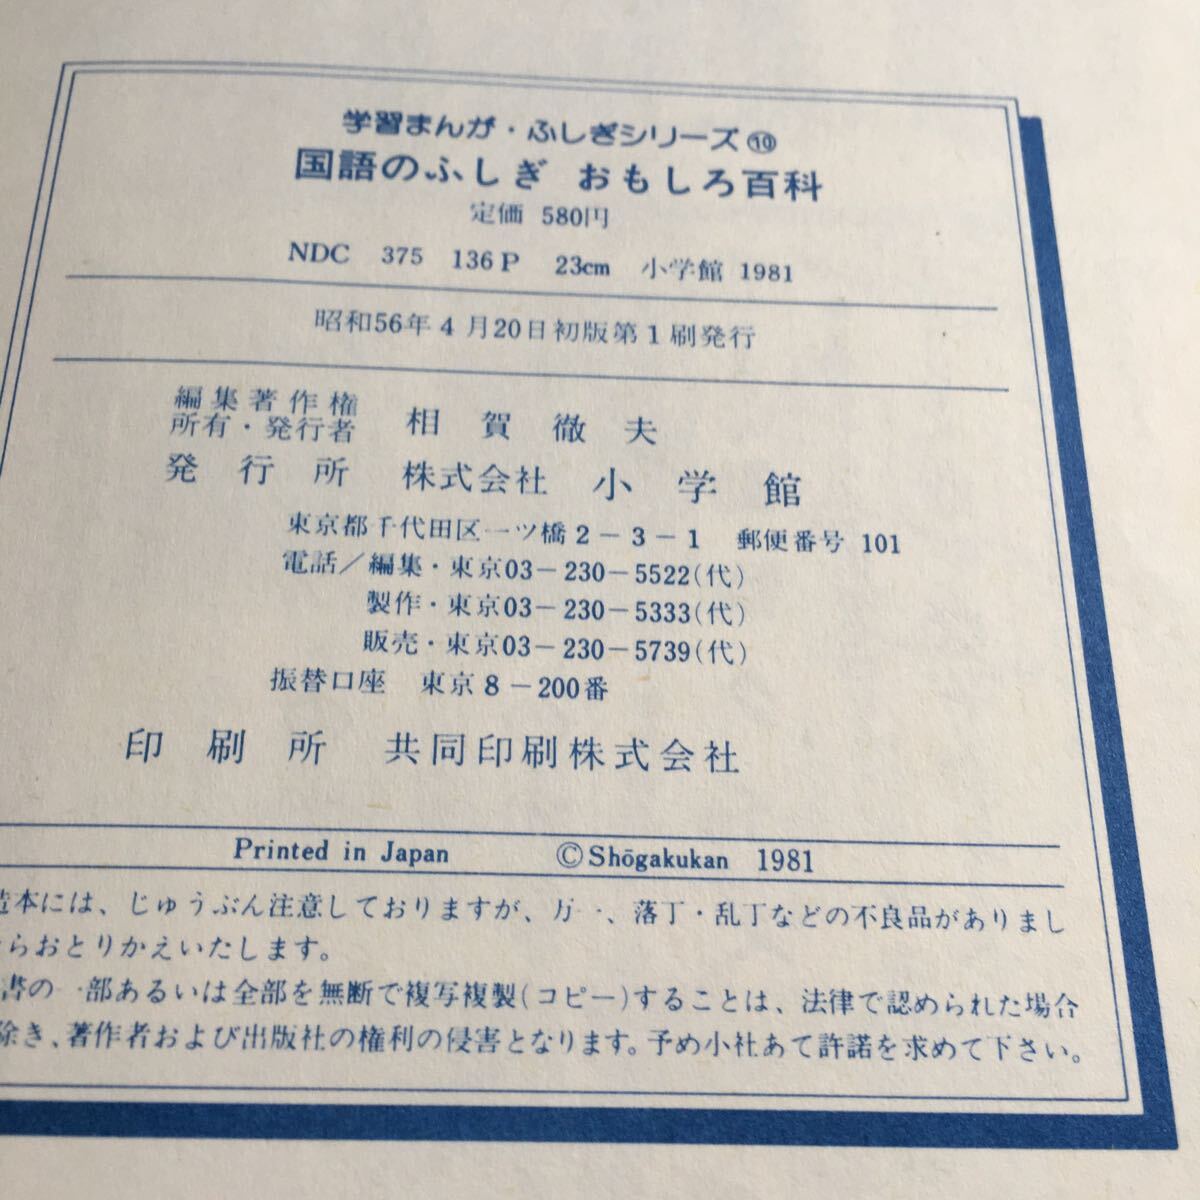 学習まんが・ふしぎシリーズ⑩
国語のふしぎ おもしろ百科
定価 580円
NDC 375 136P 23cm 小学館 1981
昭和56年4月20日初版第1刷発行
編集著作権
所有・発行者 相賀徹夫
発行所 株式会社 小学館
東京都千代田区一ツ橋2-3-1 郵便番号 101
電話/編集・東京03-230-5522(代)
製作・東京03-230-5333(代)
販売・東京03-230-5739(代)
振替口座 東京8-200番
印刷所 共同印刷株式会社
Printed in Japan ©Shōgakukan 1981
造本には、じゅうぶん注意しておりますが、万一、落丁・乱丁などの不良品がありまし
らおとりかえいたします。
書の一部あるいは全部を無断で複写複製(コピー)することは、法律で認められた場合
除き、著作者および出版社の権利の侵害となります。予め小社あて許諾を求めて下さい。